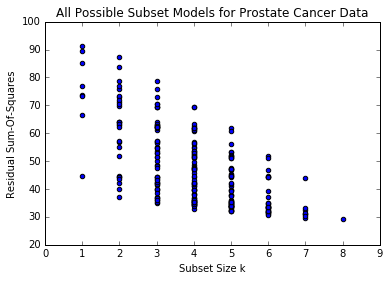 All Possible Subset Models for Prostate Cancer Data
100
90
80
70
60
50
40
30
20
Residual Sum-Of-Squares
0 1 2 3 4 5 6 7 8 9
Subset Size k